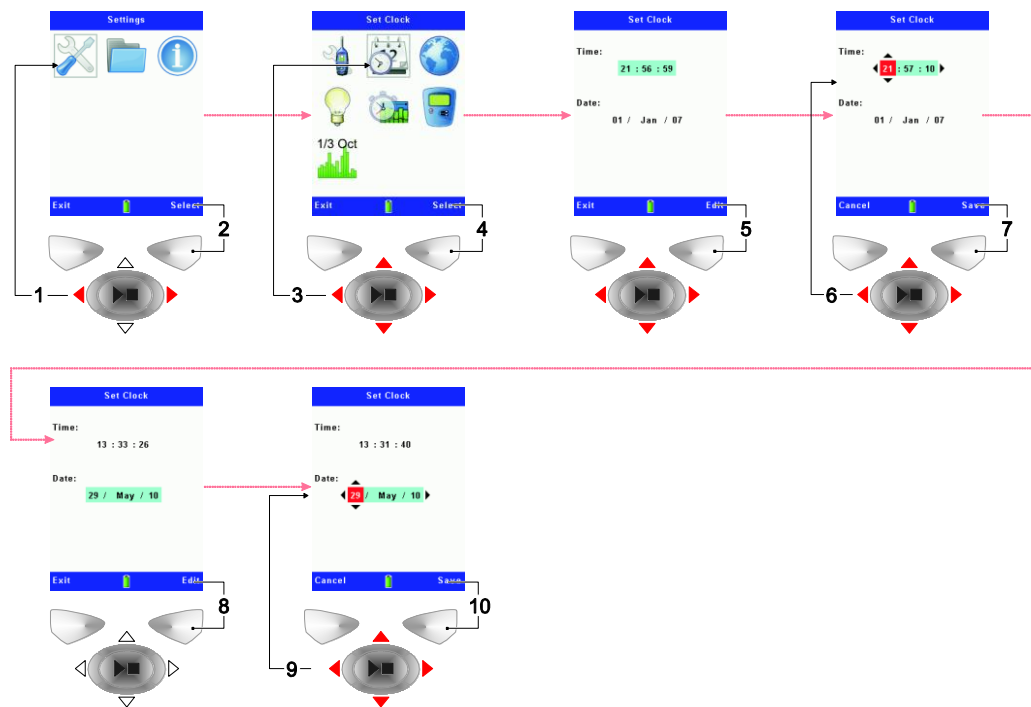 Settings
Exit
Select
2
1
Set Clock
?
1/3 Oct
Exit
Select
4
3
Set Clock
Time:
21 : 56 : 59
Date:
01 / Jan / 07
Exit
Edit
5
Set Clock
Time:
21 : 57 : 10
Date:
01 / Jan / 07
Cancel
Save
7
6
Set Clock
Time:
13 : 33 : 26
Date:
29 / May / 10
Exit
Edit
8
Set Clock
Time:
13 : 31 : 40
Date:
29 / May / 10
Cancel
Save
10
9